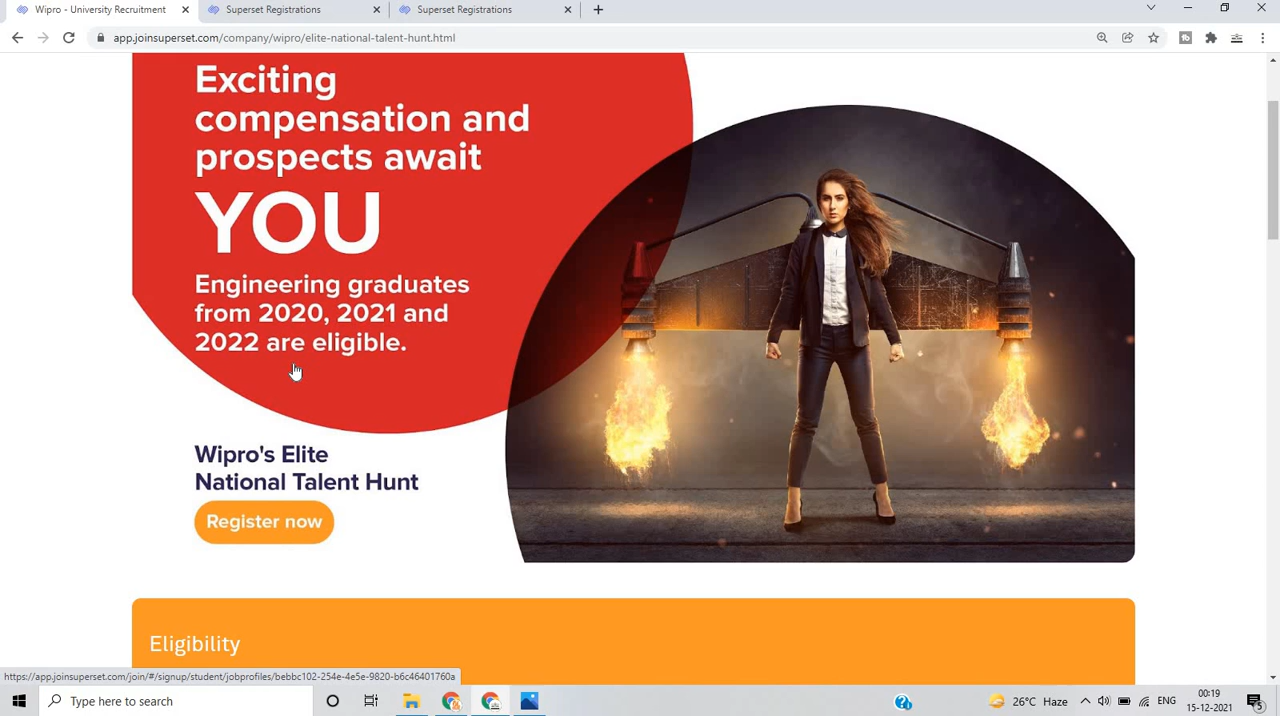 Wipro - University Recruitment
Superset Registrations
Superset Registrations
app.joinsuperset.com/company/wipro/elite-national-talent-hunt.html
Exciting
compensation and
prospects await
YOU
Engineering graduates
from 2020, 2021 and
2022 are eligible.
Wipro's Elite
National Talent Hunt
Register now
Eligibility
https://app.joinsuperset.com/join/#/signup/student/jobprofiles/bebbc102-254e-4e5e-9820-b6c46401760a
Type here to search
26°C Haze
ENG
00:19
15-12-2021
5